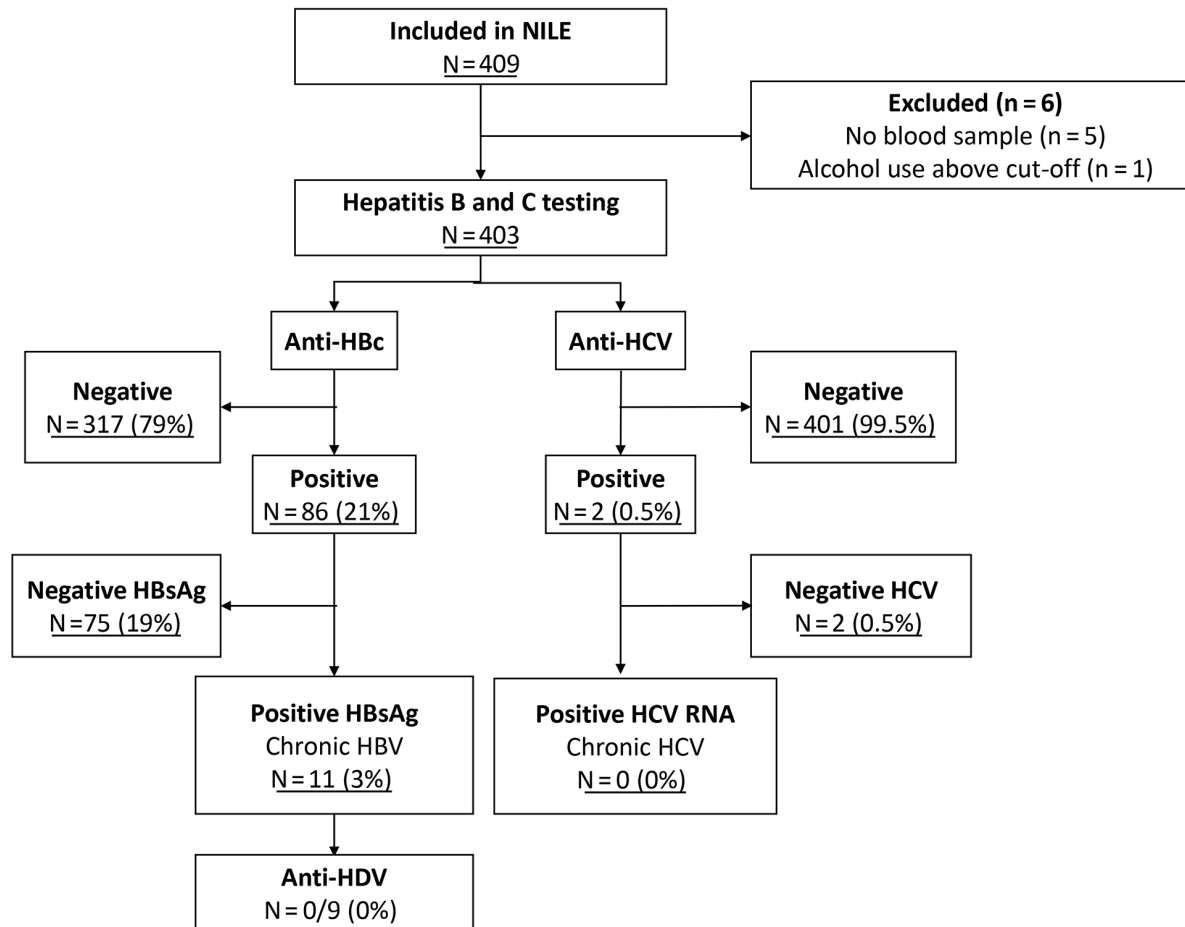 Included in NILE
N = 409
Excluded (n = 6)
No blood sample (n = 5)
Alcohol use above cut-off (n = 1)
Hepatitis B and C testing
N = 403
Anti-HBc
Anti-HCV
Negative
N = 317 (79%)
Negative
N = 401 (99.5%)
Positive
N = 86 (21%)
Positive
N = 2 (0.5%)
Negative HBsAg
N=75 (19%)
Negative HCV
N = 2 (0.5%)
Positive HBsAg
Chronic HBV
N = 11 (3%)
Positive HCV RNA
Chronic HCV
N = 0 (0%)
Anti-HDV
N = 0/9 (0%)